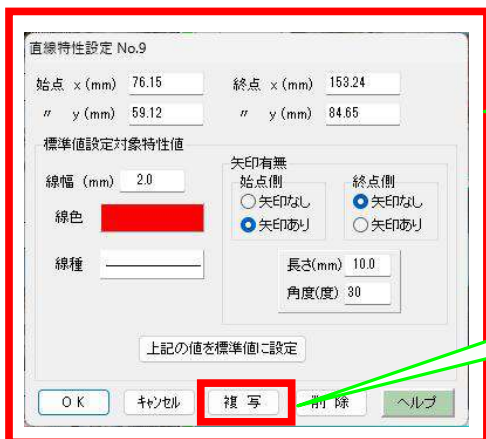 直線特性設定 No.9
始点 x(mm) 76.15 終点 x(mm) 153.24
〃 y(mm) 59.12 〃 y(mm) 84.65
標準値設定対象特性値
線幅 (mm) 2.0
線色
線種
矢印有無
始点側 終点側
矢印なし 矢印なし
矢印あり 矢印あり
長さ(mm) 10.0
角度(度) 30
上記の値を標準値に設定
OK キャンセル 複写 削除 ヘルプ